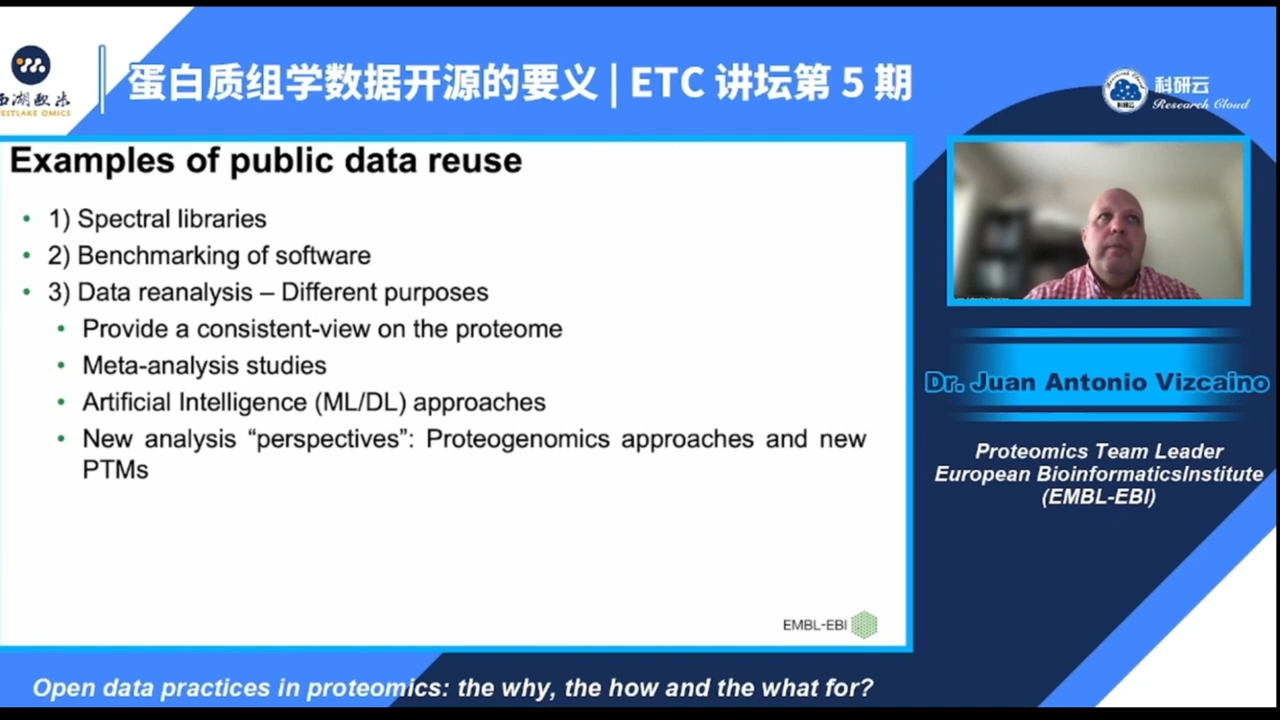 西湖欧米
WESTLAKE OMICS
蛋白质组学数据开源的要义 | ETC 讲坛第 5 期
科研云
Research Cloud
Examples of public data reuse
• 1) Spectral libraries
• 2) Benchmarking of software
• 3) Data reanalysis – Different purposes
• Provide a consistent-view on the proteome
• Meta-analysis studies
• Artificial Intelligence (ML/DL) approaches
• New analysis “perspectives”: Proteogenomics approaches and new
PTMs
EMBL-EBI
Dr. Juan Antonio Vizcaino
Proteomics Team Leader
European BioinformaticsInstitute
(EMBL-EBI)
Open data practices in proteomics: the why, the how and the what for?